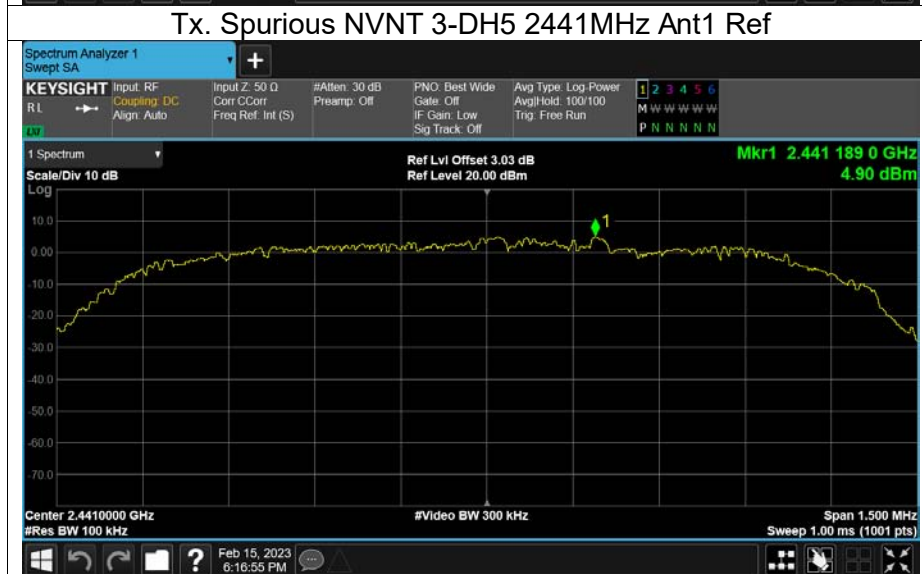 Tx. Spurious NVNT 3-DH5 2441MHz Ant1 Ref
Spectrum Analyzer 1
Swept SA
+
KEYSIGHT
RL
LXI
Input: RF
Coupling: DC
Align: Auto
Input Z: 50 Ω
Corr CCorr
Freq Ref: Int (S)
#Atten: 30 dB
Preamp: Off
PNO: Best Wide
Gate: Off
IF Gain: Low
Sig Track: Off
Avg Type: Log-Power
Avg|Hold: 100/100
Trig: Free Run
1 2 3 4 5 6
M W W W W W W
P N N N N N
1 Spectrum
Scale/Div 10 dB
Ref Lvl Offset 3.03 dB
Ref Level 20.00 dBm
Mkr1 2.441 189 0 GHz
4.90 dBm
Log
1
10.0
0.00
-10.0
-20.0
-30.0
-40.0
-50.0
-60.0
-70.0
Center 2.4410000 GHz
#Res BW 100 kHz
#Video BW 300 kHz
Span 1.500 MHz
Sweep 1.00 ms (1001 pts)
?
Feb 15, 2023
6:16:55 PM